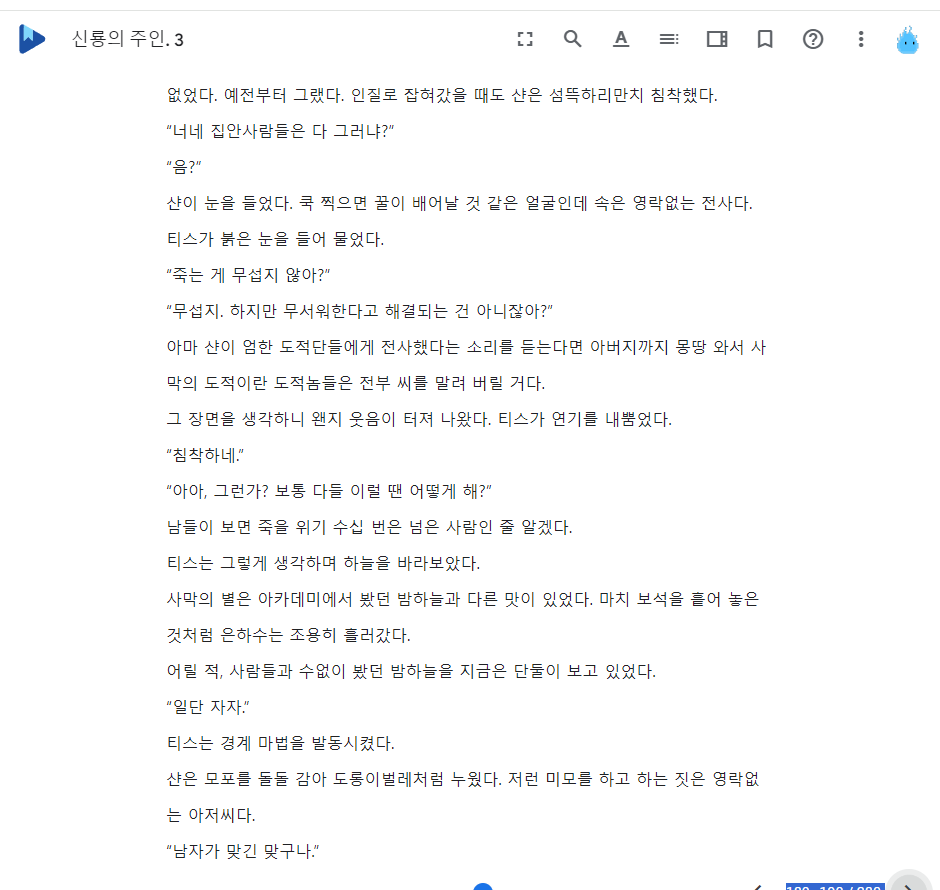 신룡의 주인. 3
없었다. 예전부터 그랬다. 인질로 잡혀갔을 때도 샨은 섬뜩하리만치 침착했다.
“너네 집안사람들은 다 그러냐?”
“음?”
샨이 눈을 들었다. 쿡 찍으면 꿀이 배어날 것 같은 얼굴인데 속은 영락없는 전사다.
티스가 붉은 눈을 들어 물었다.
“죽는 게 무섭지 않아?”
“무섭지. 하지만 무서워한다고 해결되는 건 아니잖아?”
아마 샨이 엄한 도적단들에게 전사했다는 소리를 듣는다면 아버지까지 몽땅 와서 사
막의 도적이란 도적놈들은 전부 씨를 말려 버릴 거다.
그 장면을 생각하니 왠지 웃음이 터져 나왔다. 티스가 연기를 내뿜었다.
“침착하네.”
“아아, 그런가? 보통 다들 이럴 땐 어떻게 해?”
남들이 보면 죽을 위기 수십 번은 넘은 사람인 줄 알겠다.
티스는 그렇게 생각하며 하늘을 바라보았다.
사막의 별은 아카데미에서 봤던 밤하늘과 다른 맛이 있었다. 마치 보석을 흩어 놓은
것처럼 은하수는 조용히 흘러갔다.
어릴 적, 사람들과 수없이 봤던 밤하늘을 지금은 단둘이 보고 있었다.
“일단 자자.”
티스는 경계 마법을 발동시켰다.
샨은 모포를 돌돌 감아 도롱이벌레처럼 누웠다. 저런 미모를 하고 하는 짓은 영락없
는 아저씨다.
“남자가 맞긴 맞구나.”